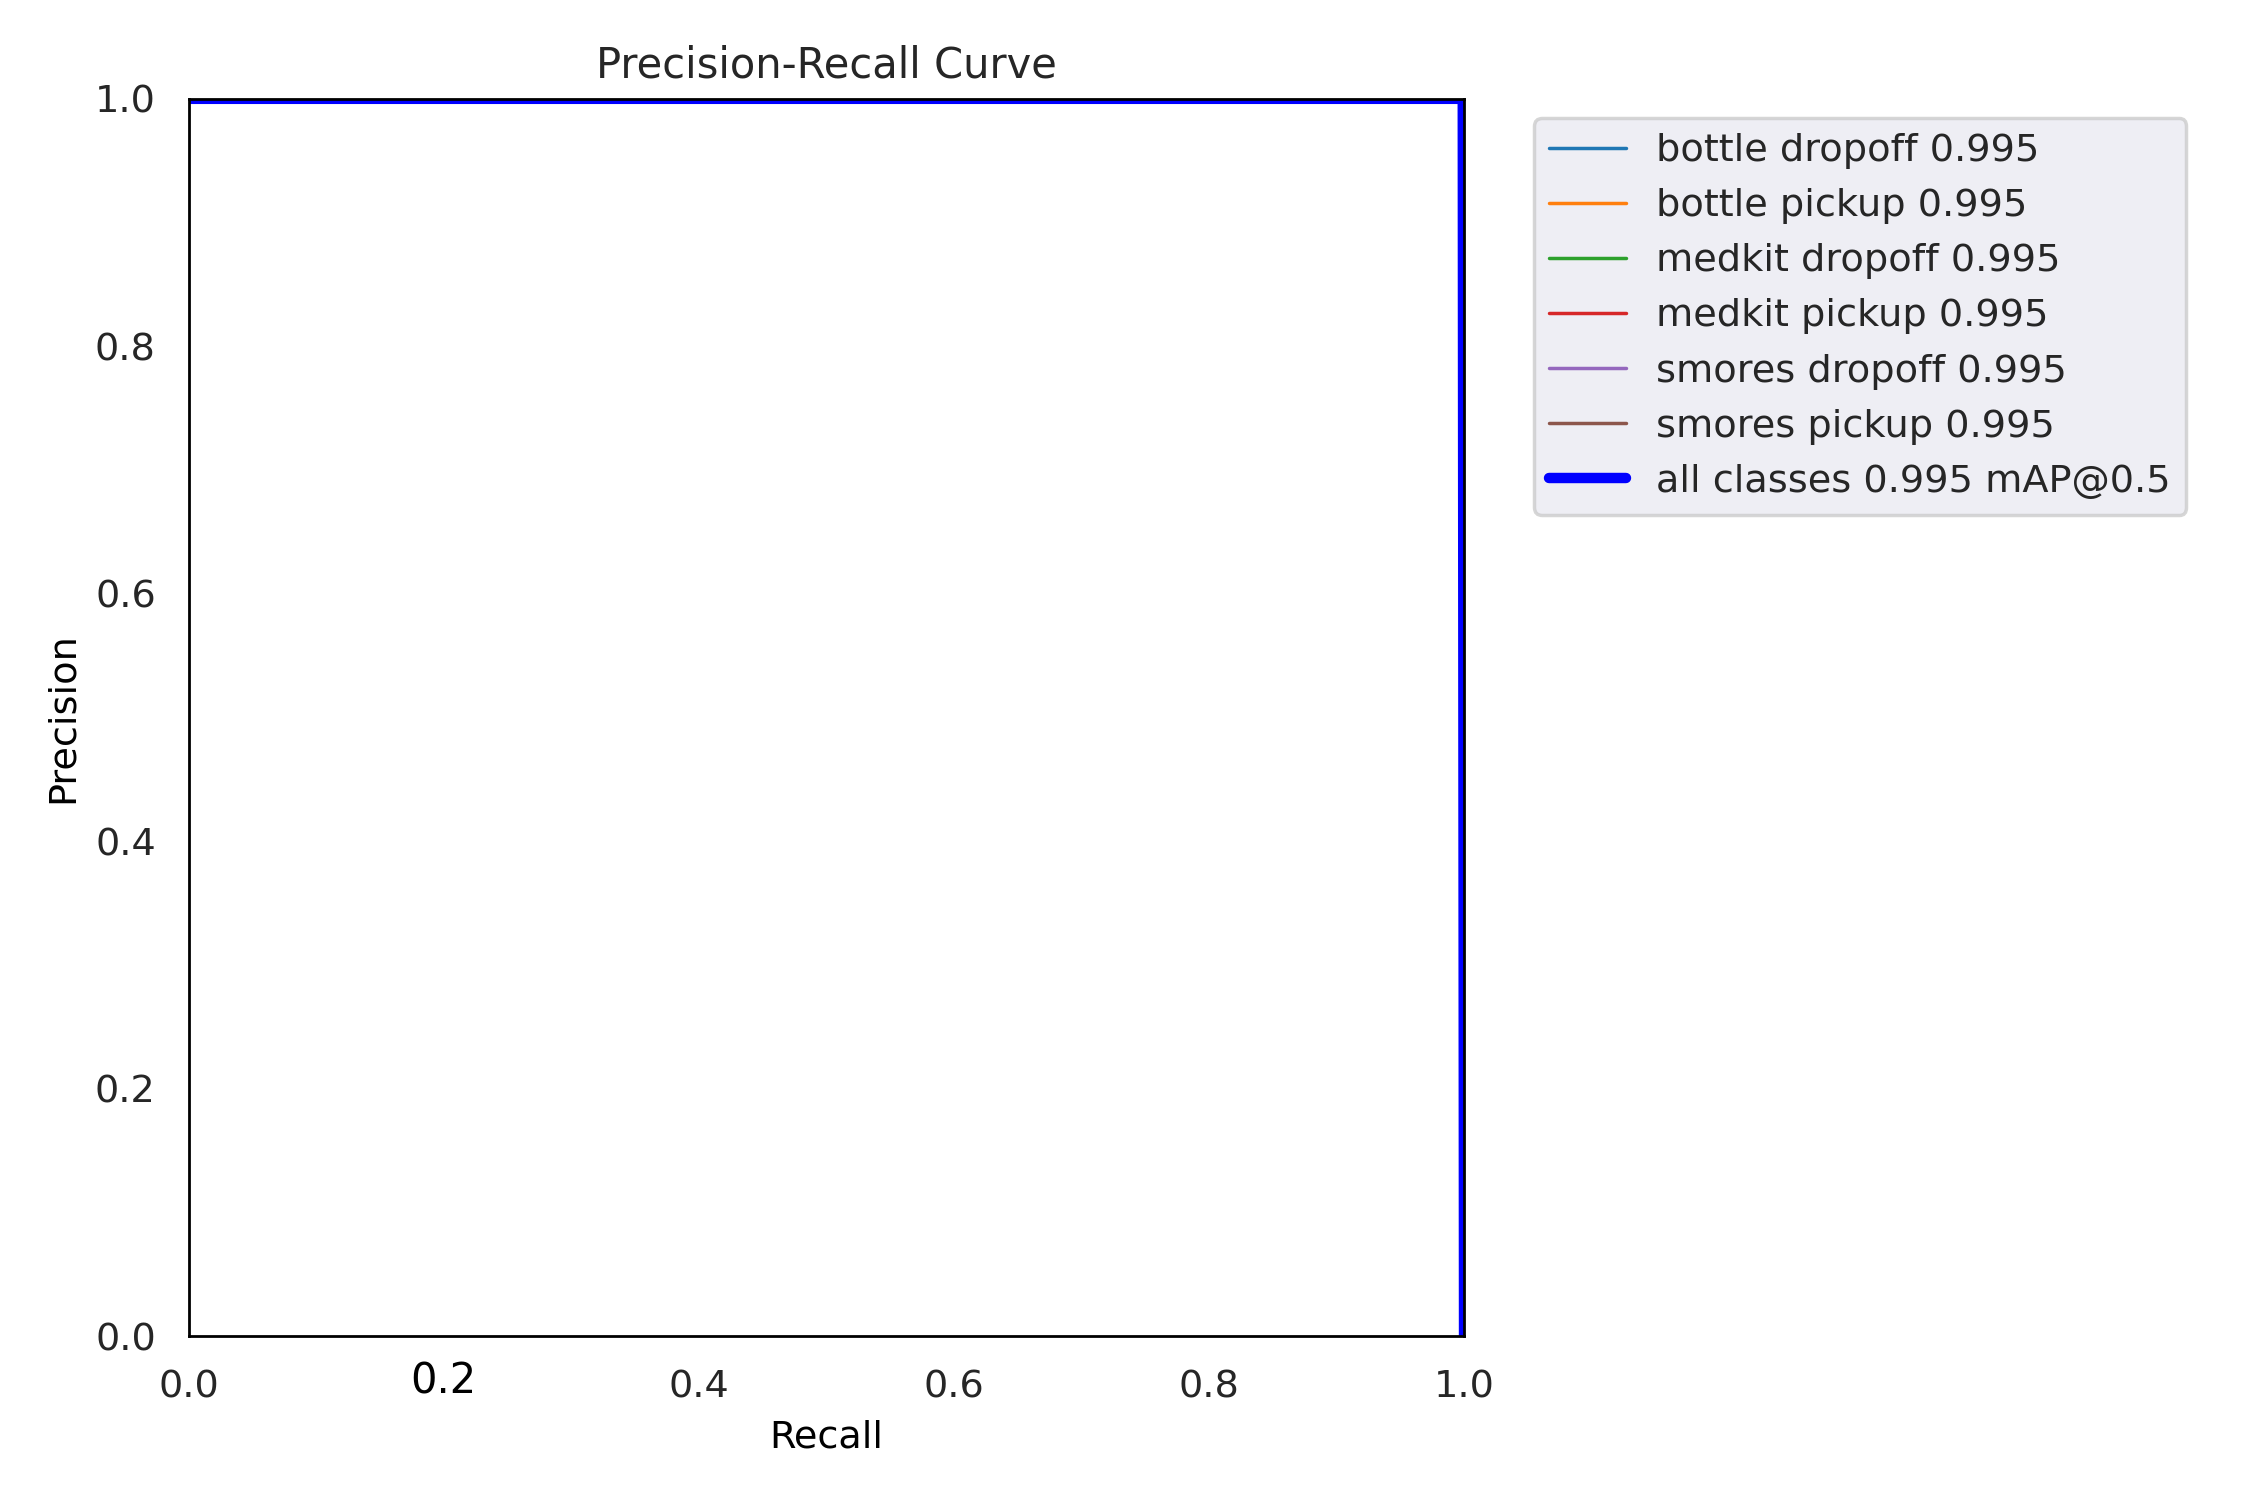 Precision-Recall Curve
1.0
0.8
0.6
0.4
0.2
0.0
Precision
0.0 0.2 0.4 0.6 0.8 1.0
Recall
bottle dropoff 0.995
bottle pickup 0.995
medkit dropoff 0.995
medkit pickup 0.995
smores dropoff 0.995
smores pickup 0.995
all classes 0.995 mAP@0.5